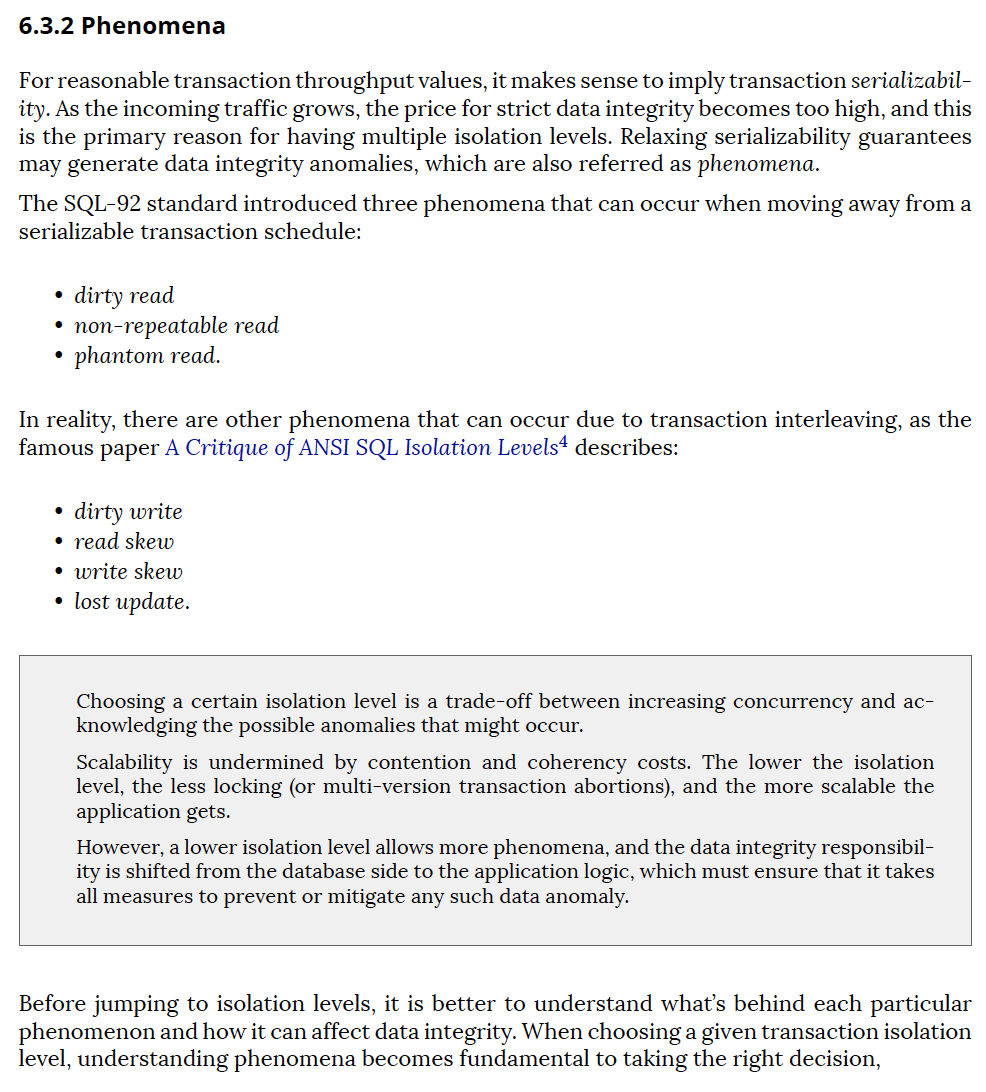 6.3.2 Phenomena
For reasonable transaction throughput values, it makes sense to imply transaction serializabil-
ity. As the incoming traffic grows, the price for strict data integrity becomes too high, and this
is the primary reason for having multiple isolation levels. Relaxing serializability guarantees
may generate data integrity anomalies, which are also referred as phenomena.
The SQL-92 standard introduced three phenomena that can occur when moving away from a
serializable transaction schedule:
• dirty read
• non-repeatable read
• phantom read.
In reality, there are other phenomena that can occur due to transaction interleaving, as the
famous paper A Critique of ANSI SQL Isolation Levels⁴ describes:
• dirty write
• read skew
• write skew
• lost update.
Choosing a certain isolation level is a trade-off between increasing concurrency and ac-
knowledging the possible anomalies that might occur.
Scalability is undermined by contention and coherency costs. The lower the isolation
level, the less locking (or multi-version transaction abortions), and the more scalable the
application gets.
However, a lower isolation level allows more phenomena, and the data integrity responsibil-
ity is shifted from the database side to the application logic, which must ensure that it takes
all measures to prevent or mitigate any such data anomaly.
Before jumping to isolation levels, it is better to understand what's behind each particular
phenomenon and how it can affect data integrity. When choosing a given transaction isolation
level, understanding phenomena becomes fundamental to taking the right decision,